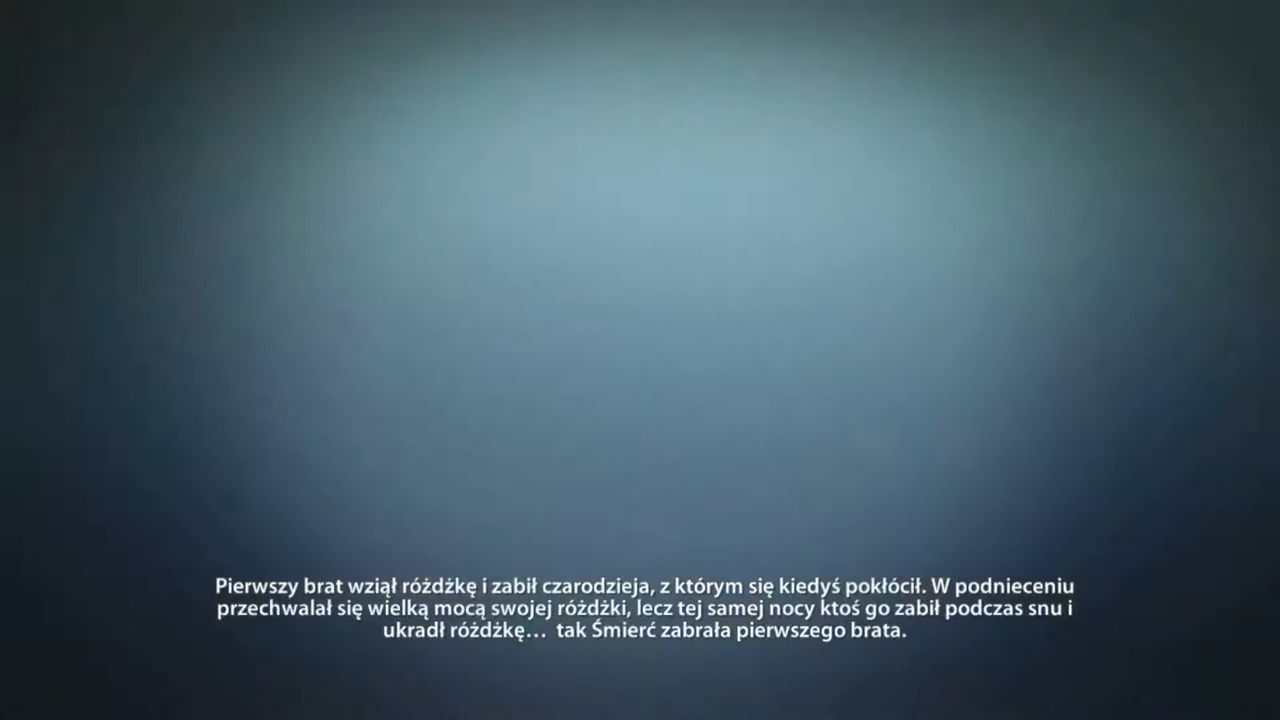 Pierwszy brat wziął różdżkę i zabił czarodzieja, z którym się kiedyś pokłócił. W podnieceniu
przechwalał się wielką mocą swojej różdżki, lecz tej samej nocy ktoś go zabił podczas snu i
ukradł różdżkę… tak Śmierć zabrała pierwszego brata.